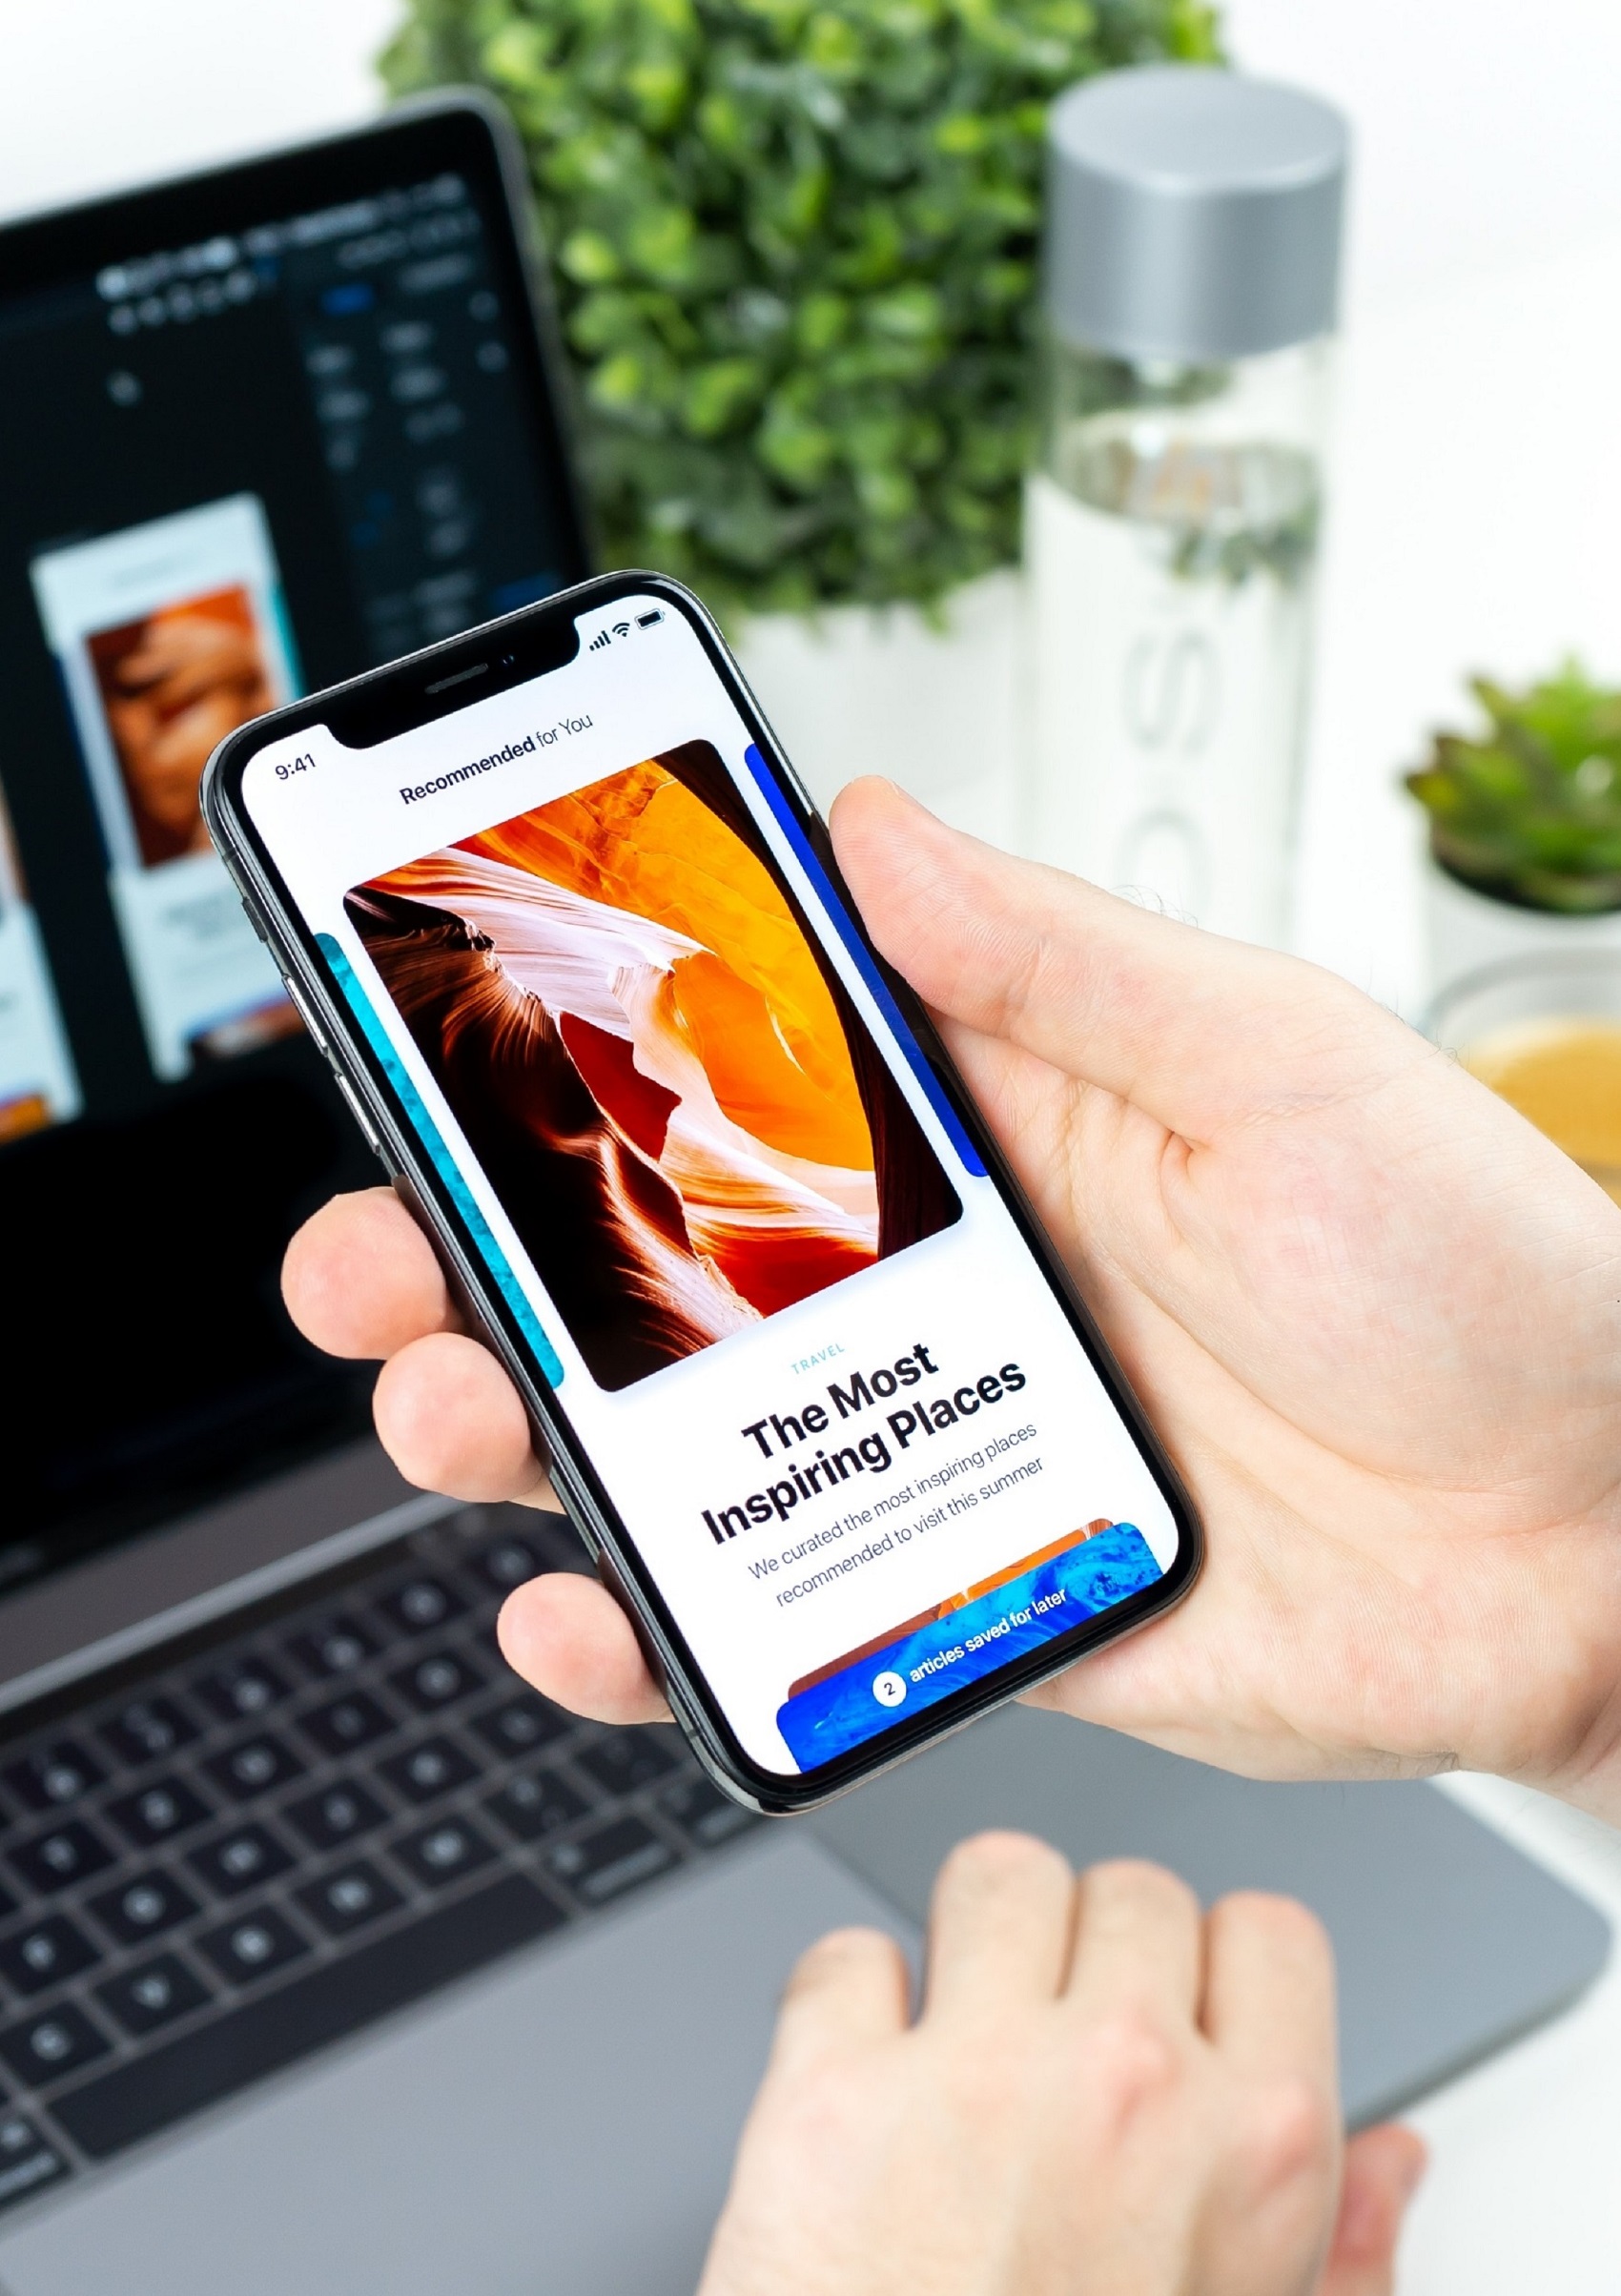 9:41
Recommended for You
TRAVEL
The Most
Inspiring Places
We curated the most inspiring places
recommended to visit this summer
2 articles saved for later